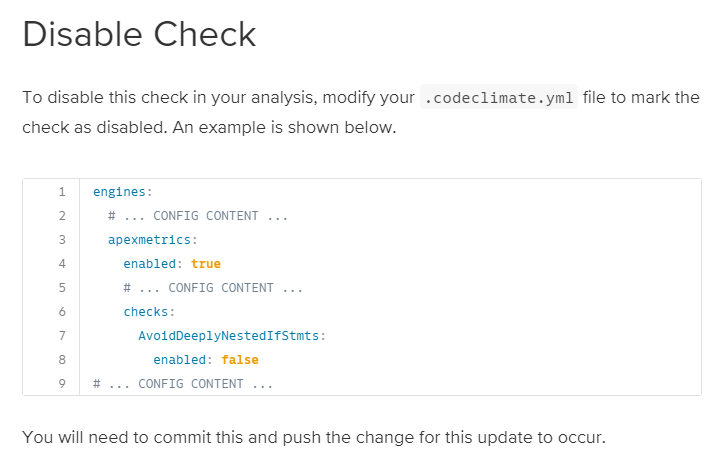 Disable Check
To disable this check in your analysis, modify your .codeclimate.yml file to mark the
check as disabled. An example is shown below.
1 engines:
2   # ... CONFIG CONTENT ...
3   apexmetrics:
4     enabled: true
5     # ... CONFIG CONTENT ...
6     checks:
7       AvoidDeeplyNestedIfStmts:
8         enabled: false
9 # ... CONFIG CONTENT ...
You will need to commit this and push the change for this update to occur.